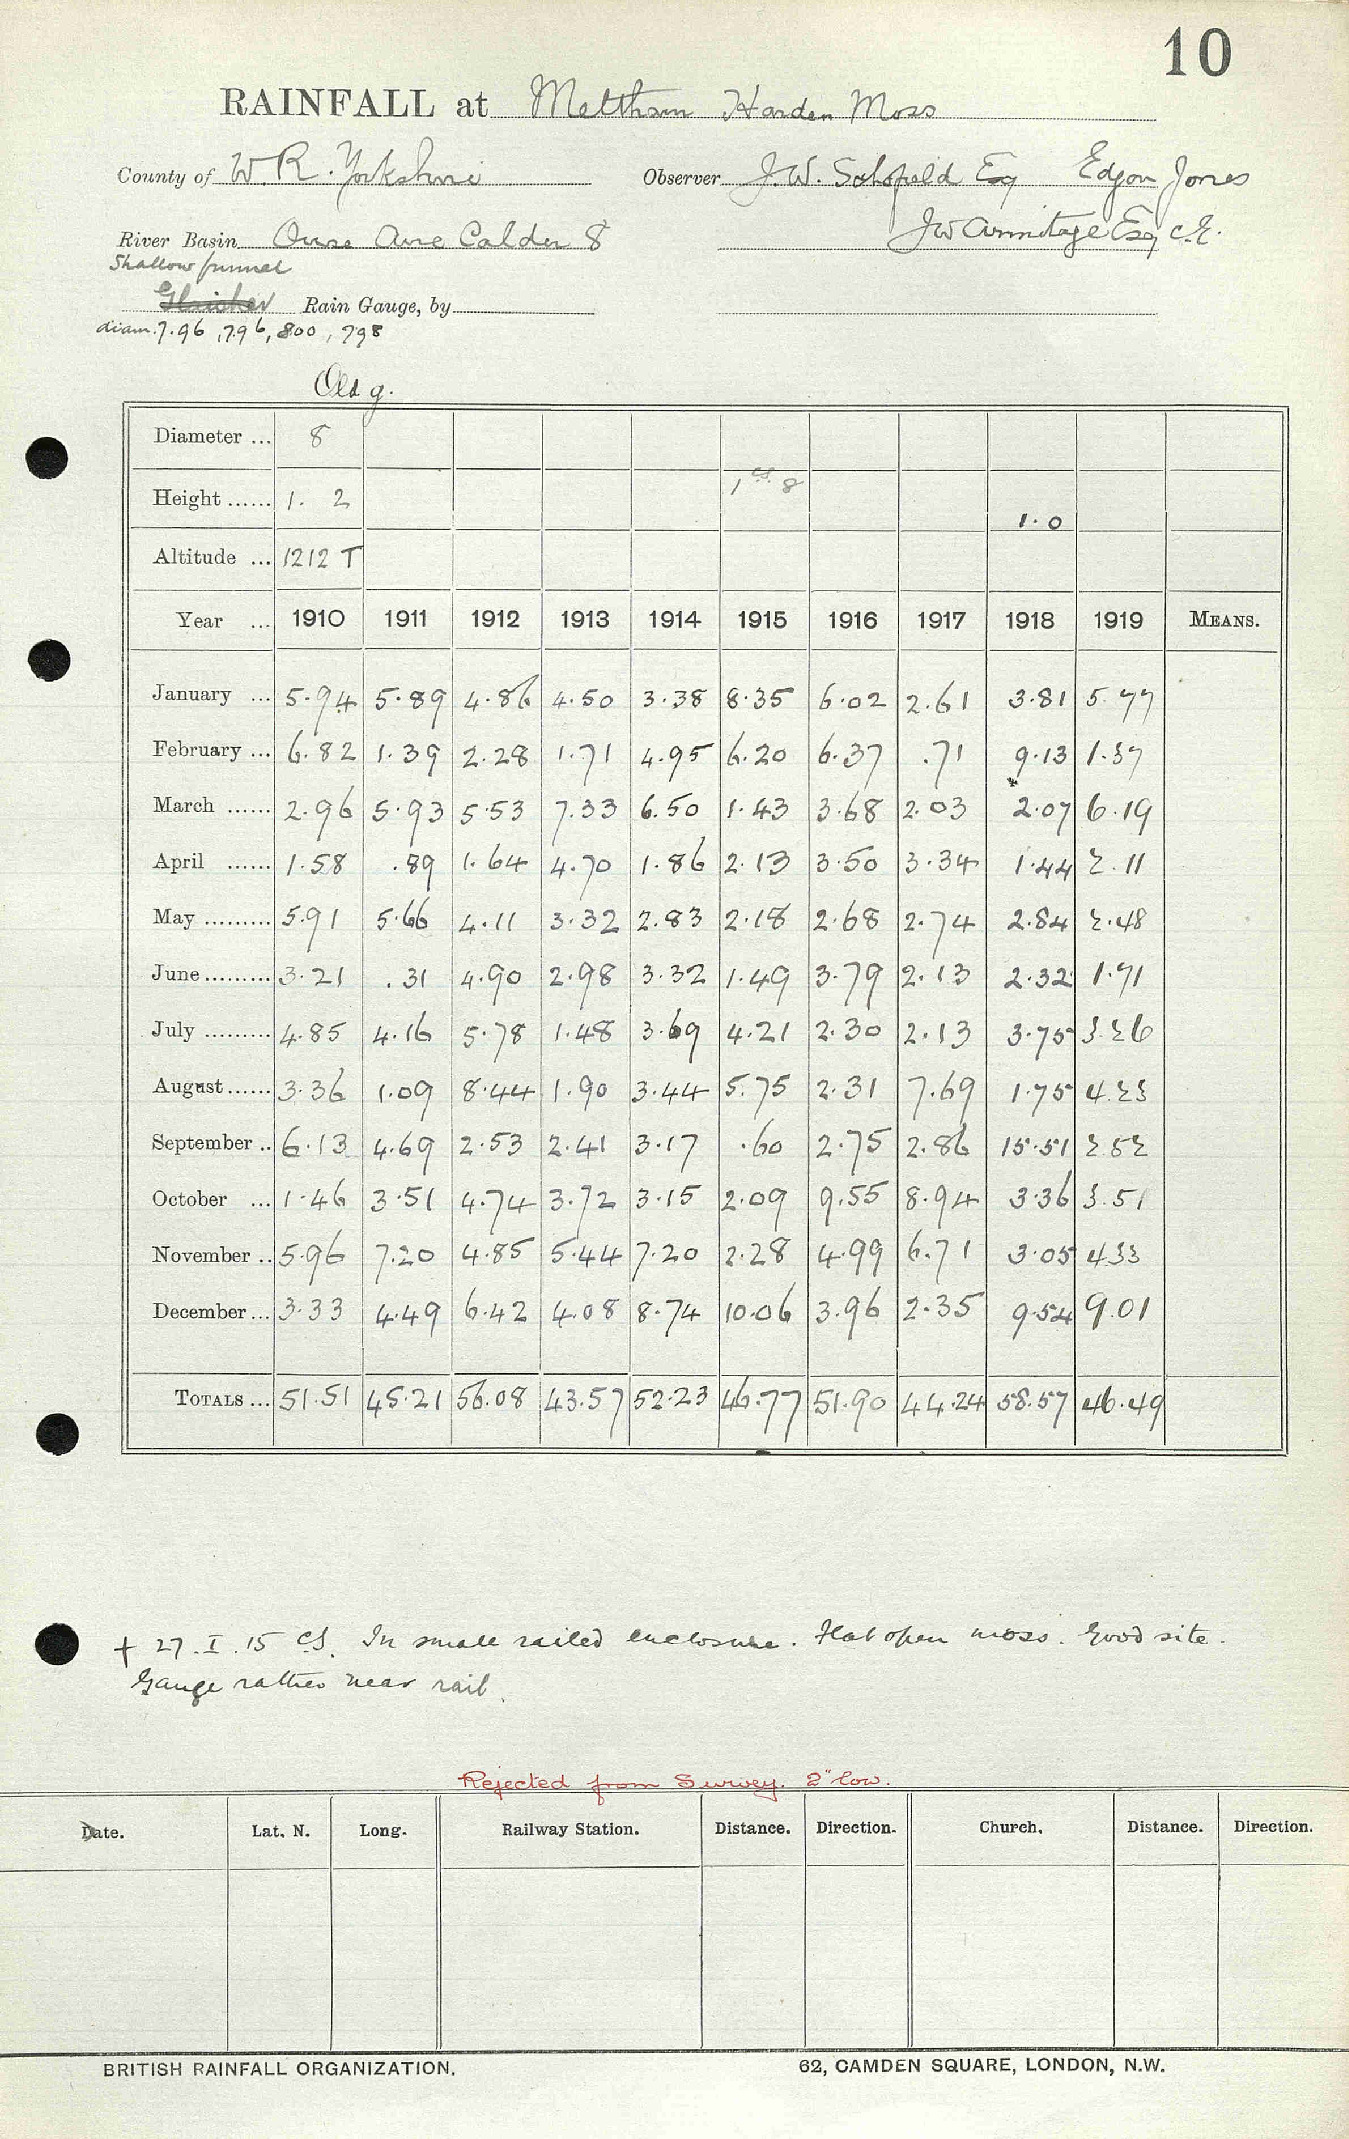 10
RAINFALL at Meltham Harden Moss
County of W. R. Yorkshire Observer J. W. Schofield Esq Edgon Jones
River Basin Ouse Aire Calder 8 JW Armitage Esq C.E.
Shallow funnel
Rain Gauge, by
diam. 7.96, 7.96, 8.00, 7.98
Old g.
Diameter ... 8
Height ...... 1. 2 1 cs. 8 1.0
Altitude ... 1212 T
Year ... 1910 1911 1912 1913 1914 1915 1916 1917 1918 1919 MEANS.
January ... 5.94 5.89 4.86 4.50 3.38 8.35 6.02 2.61 3.81 5.77
February ... 6.82 1.39 2.28 1.71 4.95 6.20 6.37 .71 9.13 1.37
March ...... 2.96 5.93 5.53 7.33 6.50 1.43 3.68 2.03 2.07 6.19
April ...... 1.58 .89 1.64 4.70 1.86 2.13 3.50 3.34 1.44 2.11
May ......... 5.91 5.66 4.11 3.32 2.83 2.18 2.68 2.74 2.84 2.48
June ......... 3.21 .31 4.90 2.98 3.32 1.49 3.79 2.13 2.32 1.71
July ......... 4.85 4.16 5.78 1.48 3.69 4.21 2.30 2.13 3.75 3.26
August ...... 3.36 1.09 8.44 1.90 3.44 5.75 2.31 7.69 1.75 4.23
September .. 6.13 4.69 2.53 2.41 3.17 .60 2.75 2.86 15.51 2.52
October ... 1.46 3.51 4.74 3.72 3.15 2.09 9.55 8.94 3.36 3.51
November .. 5.96 7.20 4.85 5.44 7.20 2.28 4.99 6.71 3.05 4.33
December ... 3.33 4.49 6.42 4.08 8.74 10.06 3.96 2.35 9.54 9.01
TOTALS ... 51.51 45.21 56.08 43.57 52.23 46.77 51.90 44.24 58.57 46.49
+ 27.I.15 CS. In small railed enclosure. Flat open moss. Good site.
Gauge rather near rail.
Rejected from Survey. 2" low.
Date. Lat. N. Long. Railway Station. Distance. Direction. Church. Distance. Direction.
BRITISH RAINFALL ORGANIZATION. 62, CAMDEN SQUARE, LONDON, N.W.